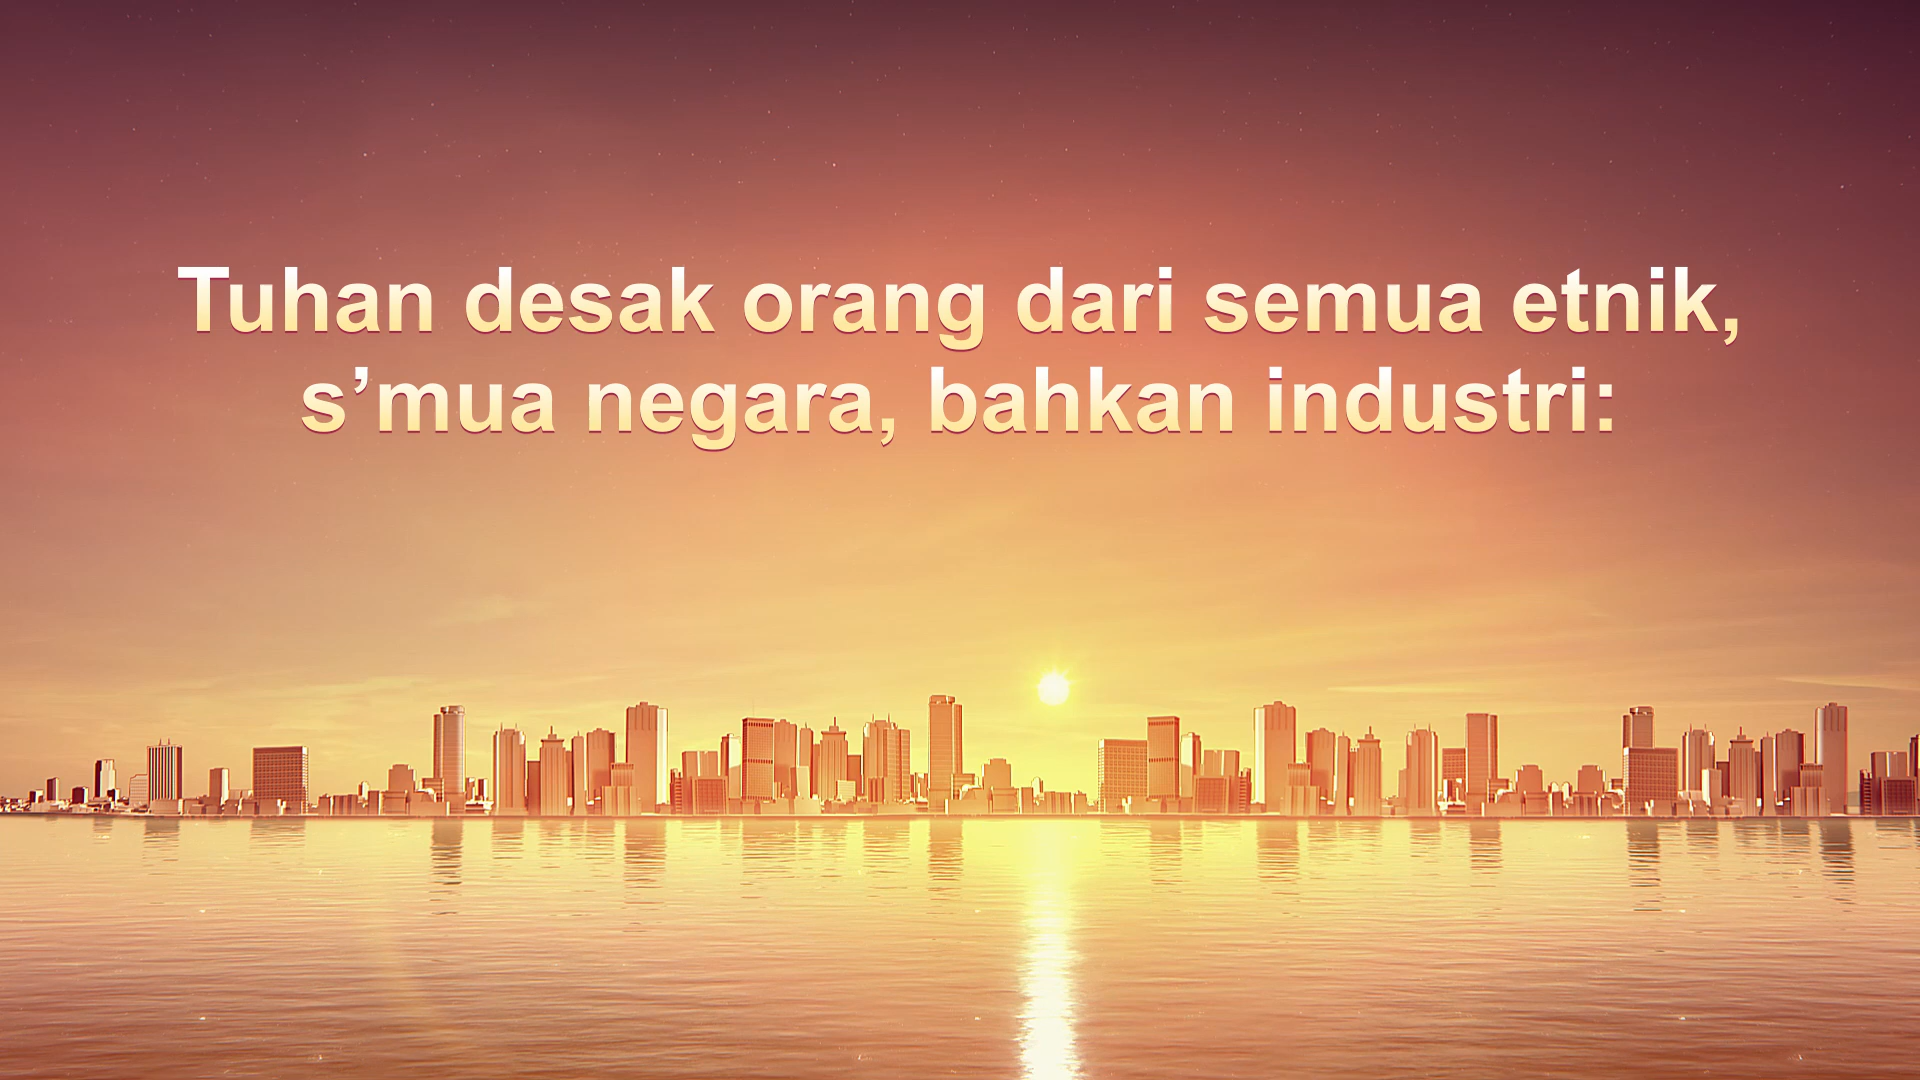 Tuhan desak orang dari semua etnik,
s’mua negara, bahkan industri: